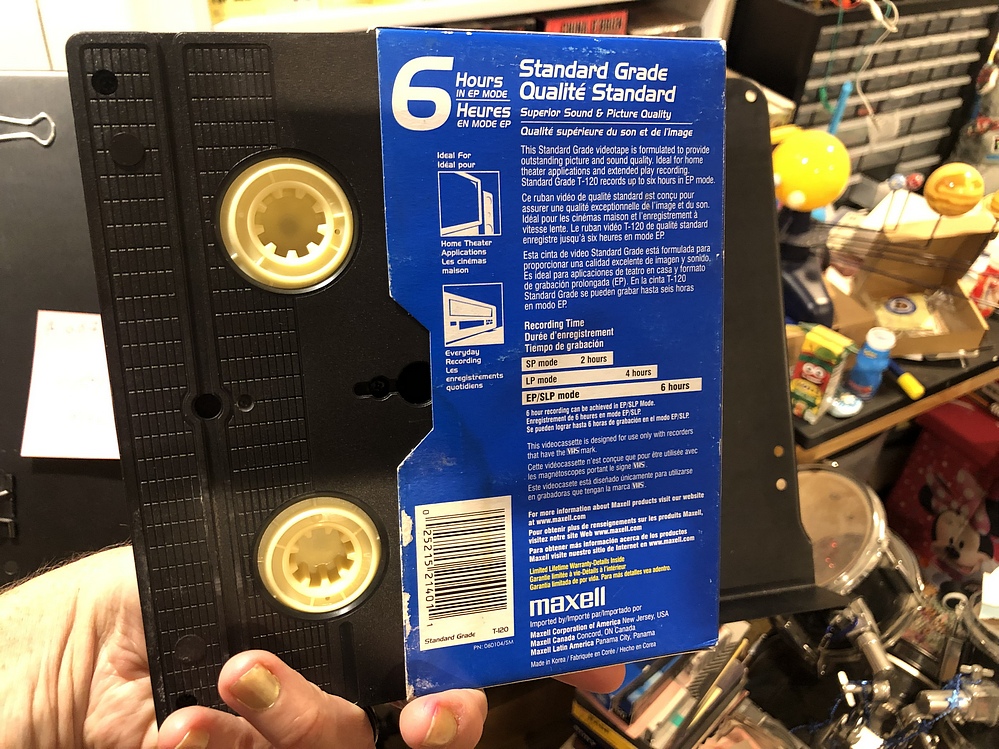 6
Hours
IN EP MODE
Heures
EN MODE EP
Standard Grade
Qualité Standard
Superior Sound & Picture Quality
Qualité supérieure du son et de l'image
Ideal For
Idéal pour
Home Theater
Applications
Les cinémas
maison
Everyday
Recording
Les
enregistrements
quotidiens
This Standard Grade videotape is formulated to provide
outstanding picture and sound quality. Ideal for home
theater applications and extended play recording.
Standard Grade T-120 records up to six hours in EP mode.
Ce ruban vidéo de qualité standard est conçu pour
assurer une qualité exceptionnelle de l'image et du son.
Idéal pour les cinémas maison et l'enregistrement à
vitesse lente. Le ruban vidéo T-120 de qualité standard
enregistre jusqu'à six heures en mode EP.
Esta cinta de video Standard Grade está formulada para
proporcionar una calidad excelente de imagen y sonido.
Es ideal para aplicaciones de teatro en casa y formato
de grabación prolongada (EP). En la cinta T-120
Standard Grade se pueden grabar hasta seis horas
en modo EP.
Recording Time
Durée d'enregistrement
Tiempo de grabación
SP mode 2 hours
LP mode 4 hours
EP/SLP mode 6 hours
6 hour recording can be achieved in EP/SLP Mode.
Enregistrement de 6 heures en mode EP/SLP.
Se pueden lograr hasta 6 horas de grabación en el modo EP/SLP.
This videocassette is designed for use only with recorders
that have the VHS mark.
Cette vidéocassette n'est conçue que pour être utilisée avec
les magnétoscopes portant le signe VHS.
Este videocasete está diseñado únicamente para utilizarse
en grabadoras que tengan la marca VHS.
For more information about Maxell products visit our website
at www.maxell.com
Pour obtenir plus de renseignements sur les produits Maxell,
visitez notre site Web www.maxell.com
Para obtener más información acerca de los productos
Maxell visite nuestro sitio de Internet en www.maxell.com
Limited Lifetime Warranty-Details Inside
Garantie limitée à vie-Détails à l'intérieur
Garantía limitada de por vida. Para más detalles vea adentro.
maxell
Imported by/Importé par/Importado por
Maxell Corporation of America New Jersey, USA
Maxell Canada Concord, ON Canada
Maxell Latin America Panama City, Panama
Made in Korea / Fabriquée en Corée / Hecho en Corea
0 25215 12140 1
Standard Grade T-120
PN: 060104/SM